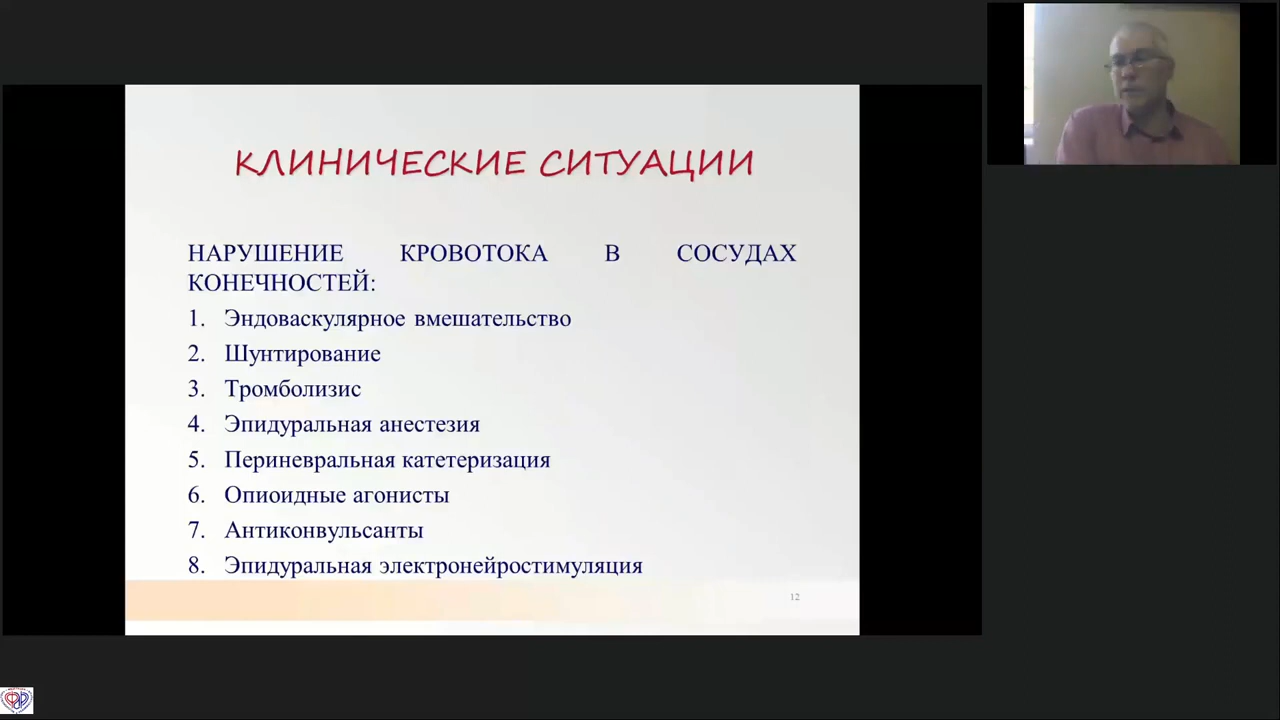 КЛИНИЧЕСКИЕ СИТУАЦИИ
НАРУШЕНИЕ КРОВОТОКА В СОСУДАХ
КОНЕЧНОСТЕЙ:
1. Эндоваскулярное вмешательство
2. Шунтирование
3. Тромболизис
4. Эпидуральная анестезия
5. Периневральная катетеризация
6. Опиоидные агонисты
7. Антиконвульсанты
8. Эпидуральная электронейростимуляция
12